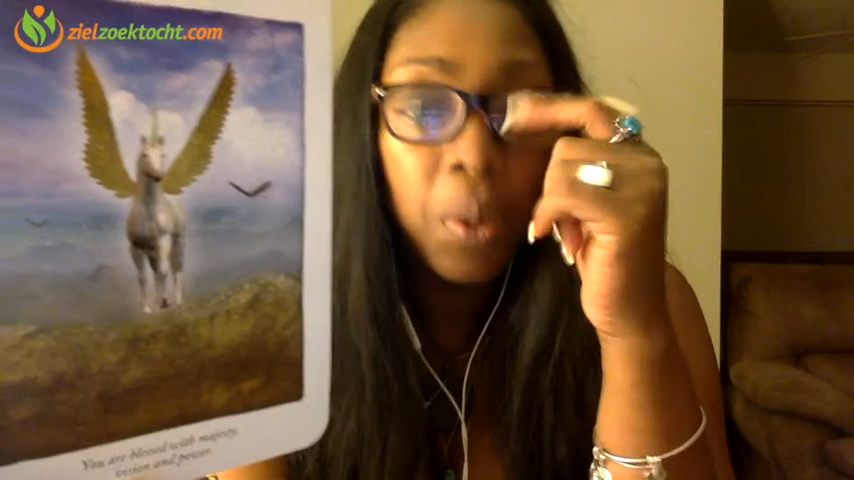 zielzoektocht.com
You are blessed with majesty,
vision and power.